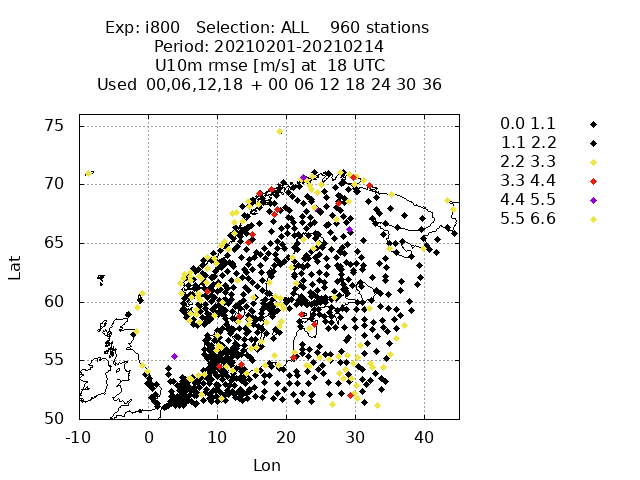 Exp: i800 Selection: ALL 960 stations
Period: 20210201-20210214
U10m rmse [m/s] at 18 UTC
Used 00,06,12,18 + 00 06 12 18 24 30 36
75
70
65
60
55
50
Lat
-10 0 10 20 30 40
Lon
0.0 1.1
1.1 2.2
2.2 3.3
3.3 4.4
4.4 5.5
5.5 6.6